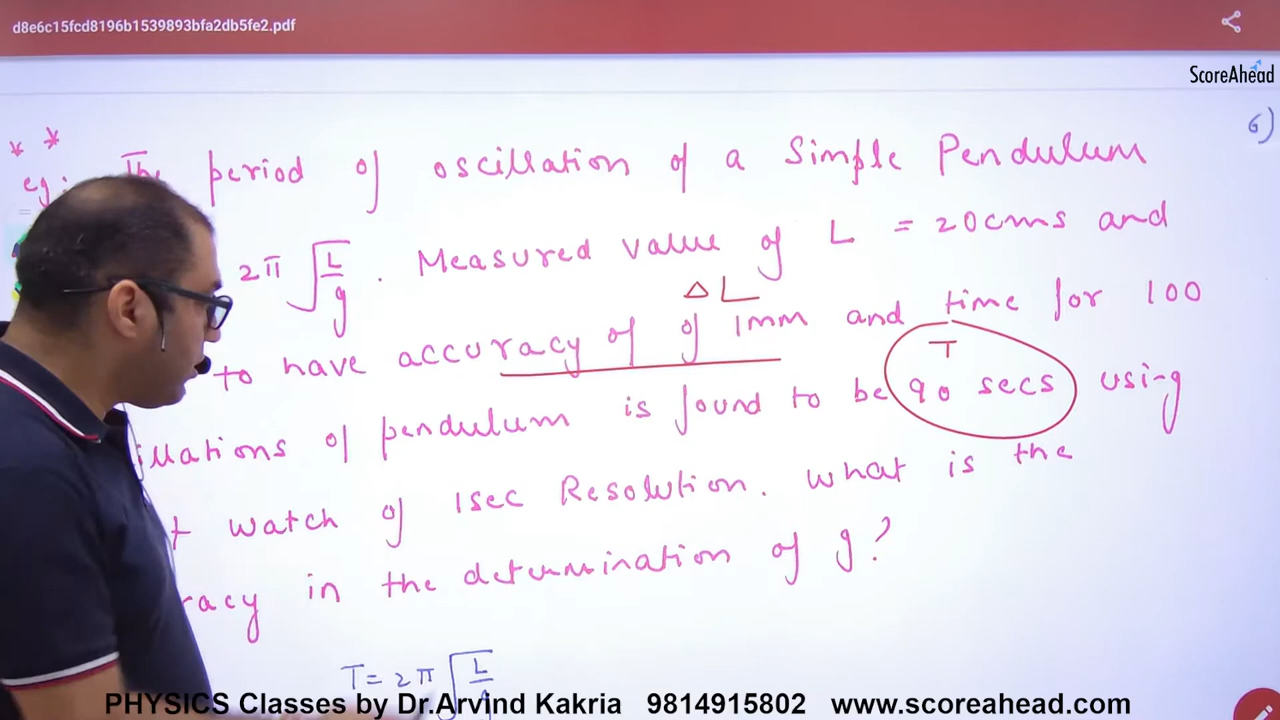 d8e6c15fcd8196b1539893bfa2db5fe2.pdf
ScoreAhead
6)
* *
eg: The period of oscillation of a Simple Pendulum
2π √L/g . Measured value of L = 20cms and
ΔL
to have accuracy of of 1mm and time for 100
T
illations of pendulum is found to be 90 secs using
watch of 1sec Resolution. What is the
racy in the determination of g?
T= 2π √L/g
PHYSICS Classes by Dr.Arvind Kakria 9814915802 www.scoreahead.com